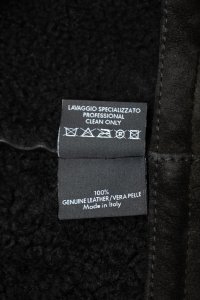 LAVAGGIO SPECIALIZZATO
PROFESSIONAL
CLEAN ONLY
100%
GENUINE LEATHER/VERA PELLE
Made in Italy